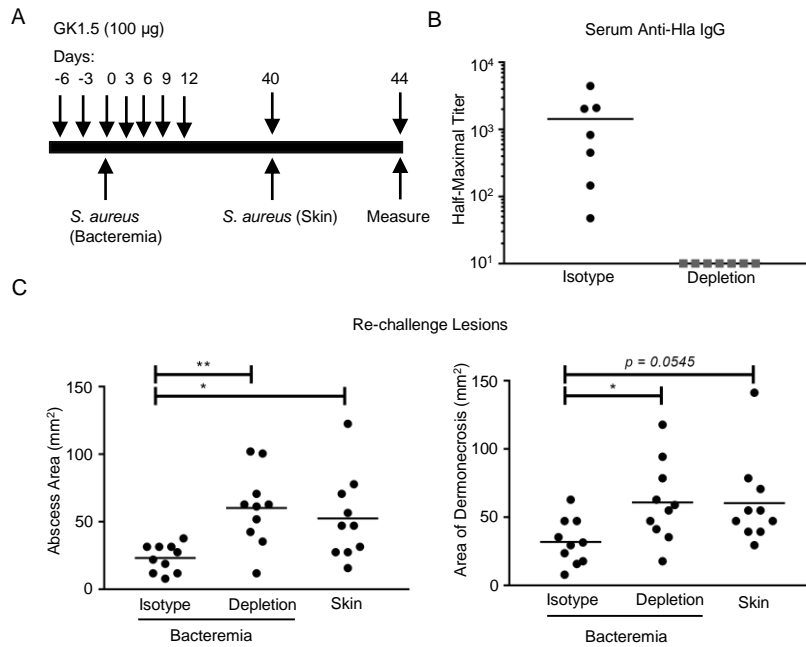 A
GK1.5 (100 µg)
Days:
-6 -3 0 3 6 9 12 40 44
S. aureus (Bacteremia)
S. aureus (Skin)
Measure
B
Serum Anti-Hla IgG
Half-Maximal Titer
10⁴
10³
10²
10¹
Isotype Depletion
C
Re-challenge Lesions
**
*
Abscess Area (mm²)
150
100
50
0
Isotype Depletion Skin
Bacteremia
p = 0.0545
*
Area of Dermonecrosis (mm²)
150
100
50
0
Isotype Depletion Skin
Bacteremia